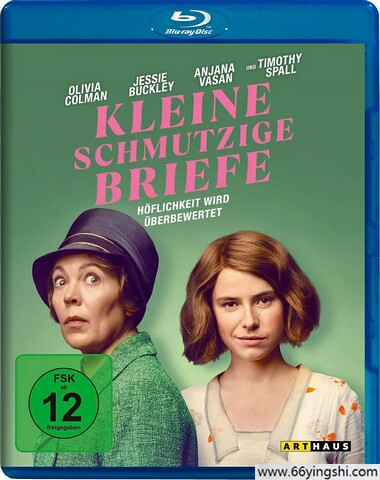 Blu-ray Disc
OLIVIA COLMAN
JESSIE BUCKLEY
ANJANA VASAN
UND
TIMOTHY SPALL
KLEINE
SCHMUTZIGE
BRIEFE
HÖFLICHKEIT WIRD
ÜBERBEWERTET
FSK
ab
12
freigegeben
ARTHAUS
www.66yingshi.com